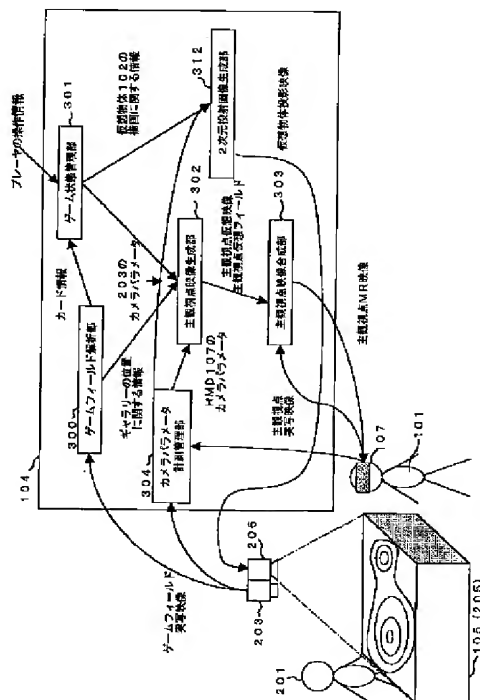 プレーヤの操作情報
104
300
ゲームフィールド解析部
カード情報
301
ゲーム状態管理部
ギャラリーの位置
に関する情報
203の
カメラパラメータ
仮想物体102の
描画に関する情報
304
カメラパラメータ
計測管理部
302
主観視点映像生成部
312
2次元投射画像生成部
HMD107の
カメラパラメータ
主観視点仮想映像
主観視点仮想フィールド
303
主観視点映像合成部
仮想物体投影映像
主観視点
実写映像
主観視点MR映像
ゲームフィールド
実写映像
203
206
107
101
201
106(205)